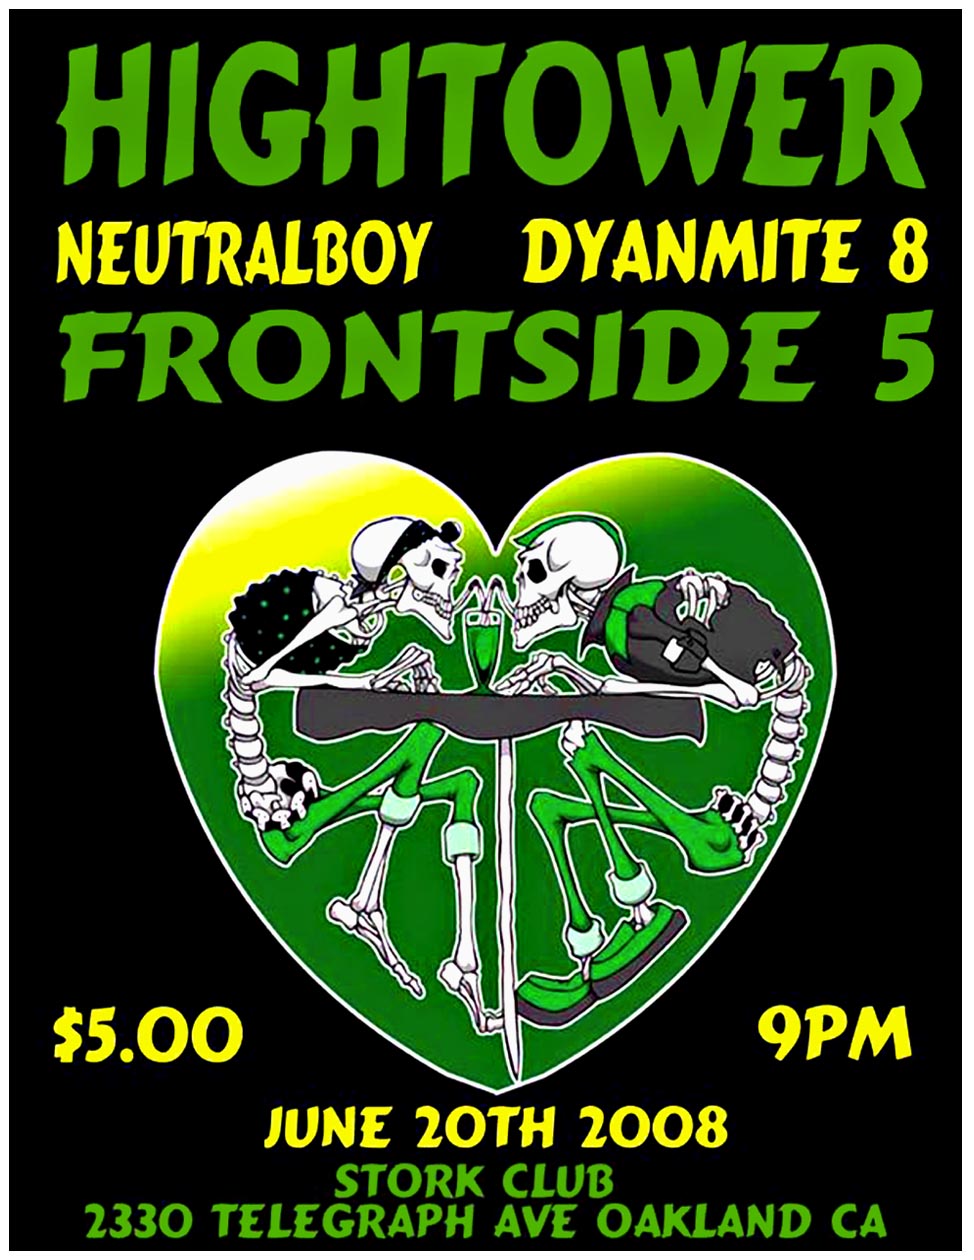 HIGHTOWER
NEUTRALBOY DYANMITE 8
FRONTSIDE 5
$5.00 9PM
JUNE 20TH 2008
STORK CLUB
2330 TELEGRAPH AVE OAKLAND CA